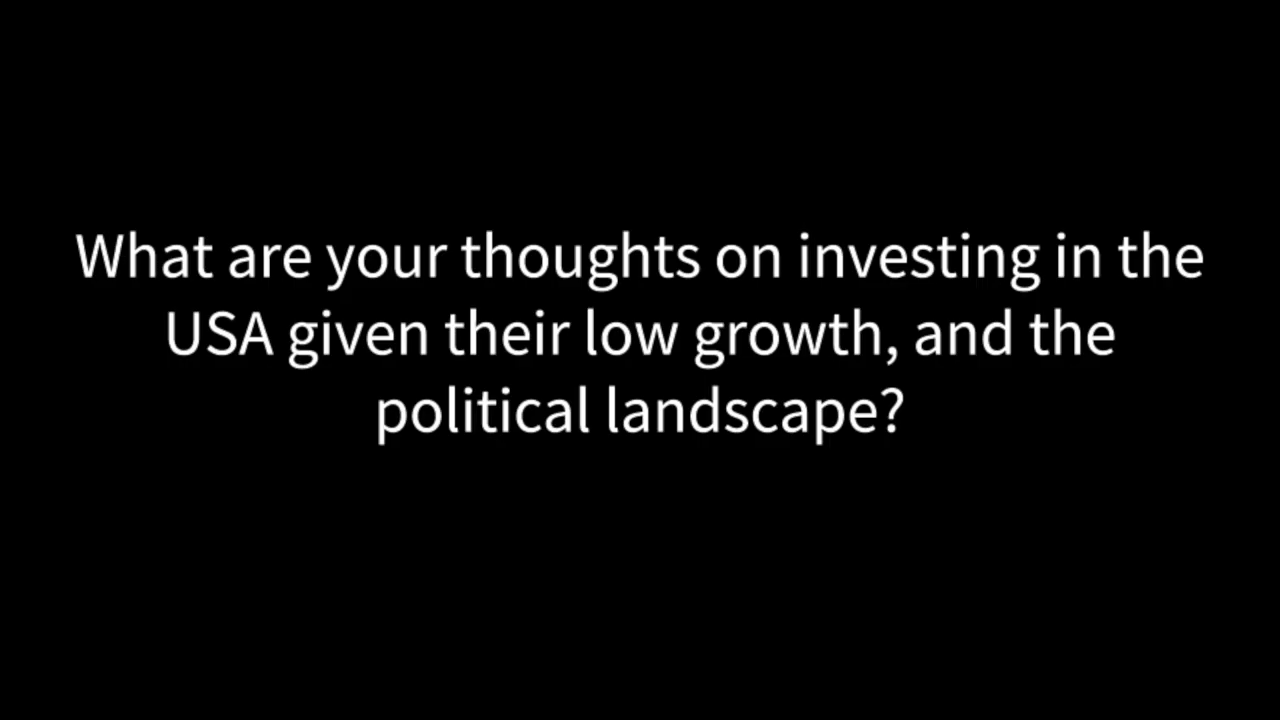 What are your thoughts on investing in the
USA given their low growth, and the
political landscape?